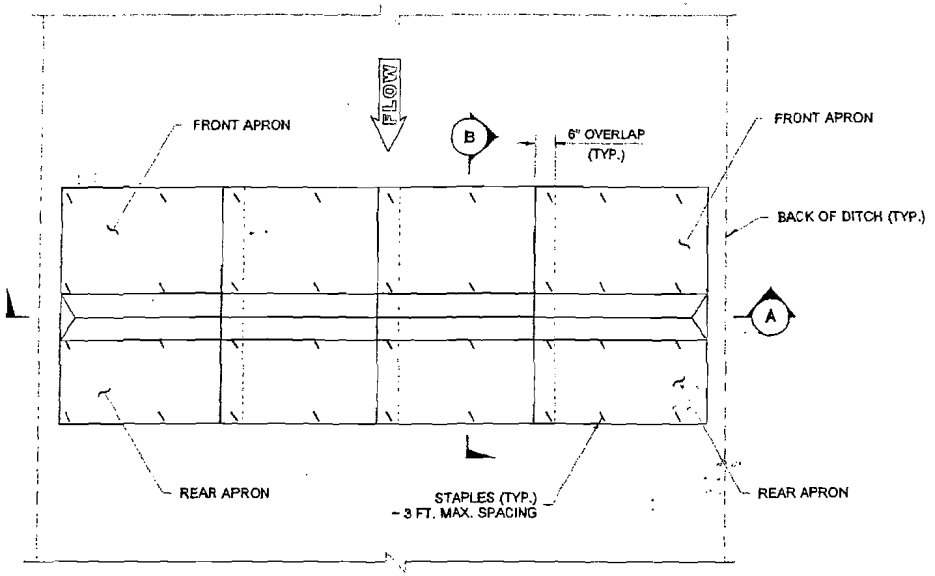 FLOW
FRONT APRON
B
6" OVERLAP
(TYP.)
FRONT APRON
BACK OF DITCH (TYP.)
A
REAR APRON
STAPLES (TYP.)
~ 3 FT. MAX. SPACING
REAR APRON